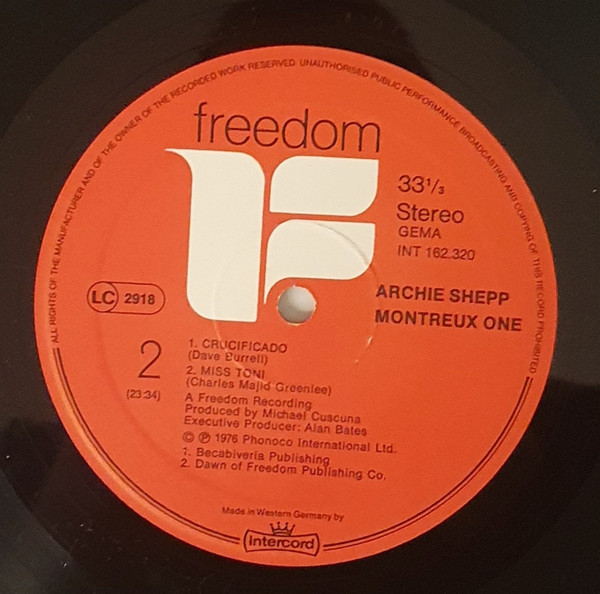 ALL RIGHTS OF THE MANUFACTURER AND OF THE OWNER OF THE RECORDED WORK RESERVED UNAUTHORISED PUBLIC PERFORMANCE BROADCASTING AND COPYING OF THIS RECORD PROHIBITED
freedom
33⅓
Stereo
GEMA
INT 162.320
LC 2918
ARCHIE SHEPP
MONTREUX ONE
2
(23:34)
1. CRUCIFICADO
(Dave Burrell)
2. MISS TONI
(Charles Majid Greenlee)
A Freedom Recording
Produced by Michael Cuscuna
Executive Producer: Alan Bates
© ℗ 1976 Phonoco International Ltd.
1. Becabiveria Publishing
2. Dawn of Freedom Publishing Co.
Made in Western Germany by
Intercord